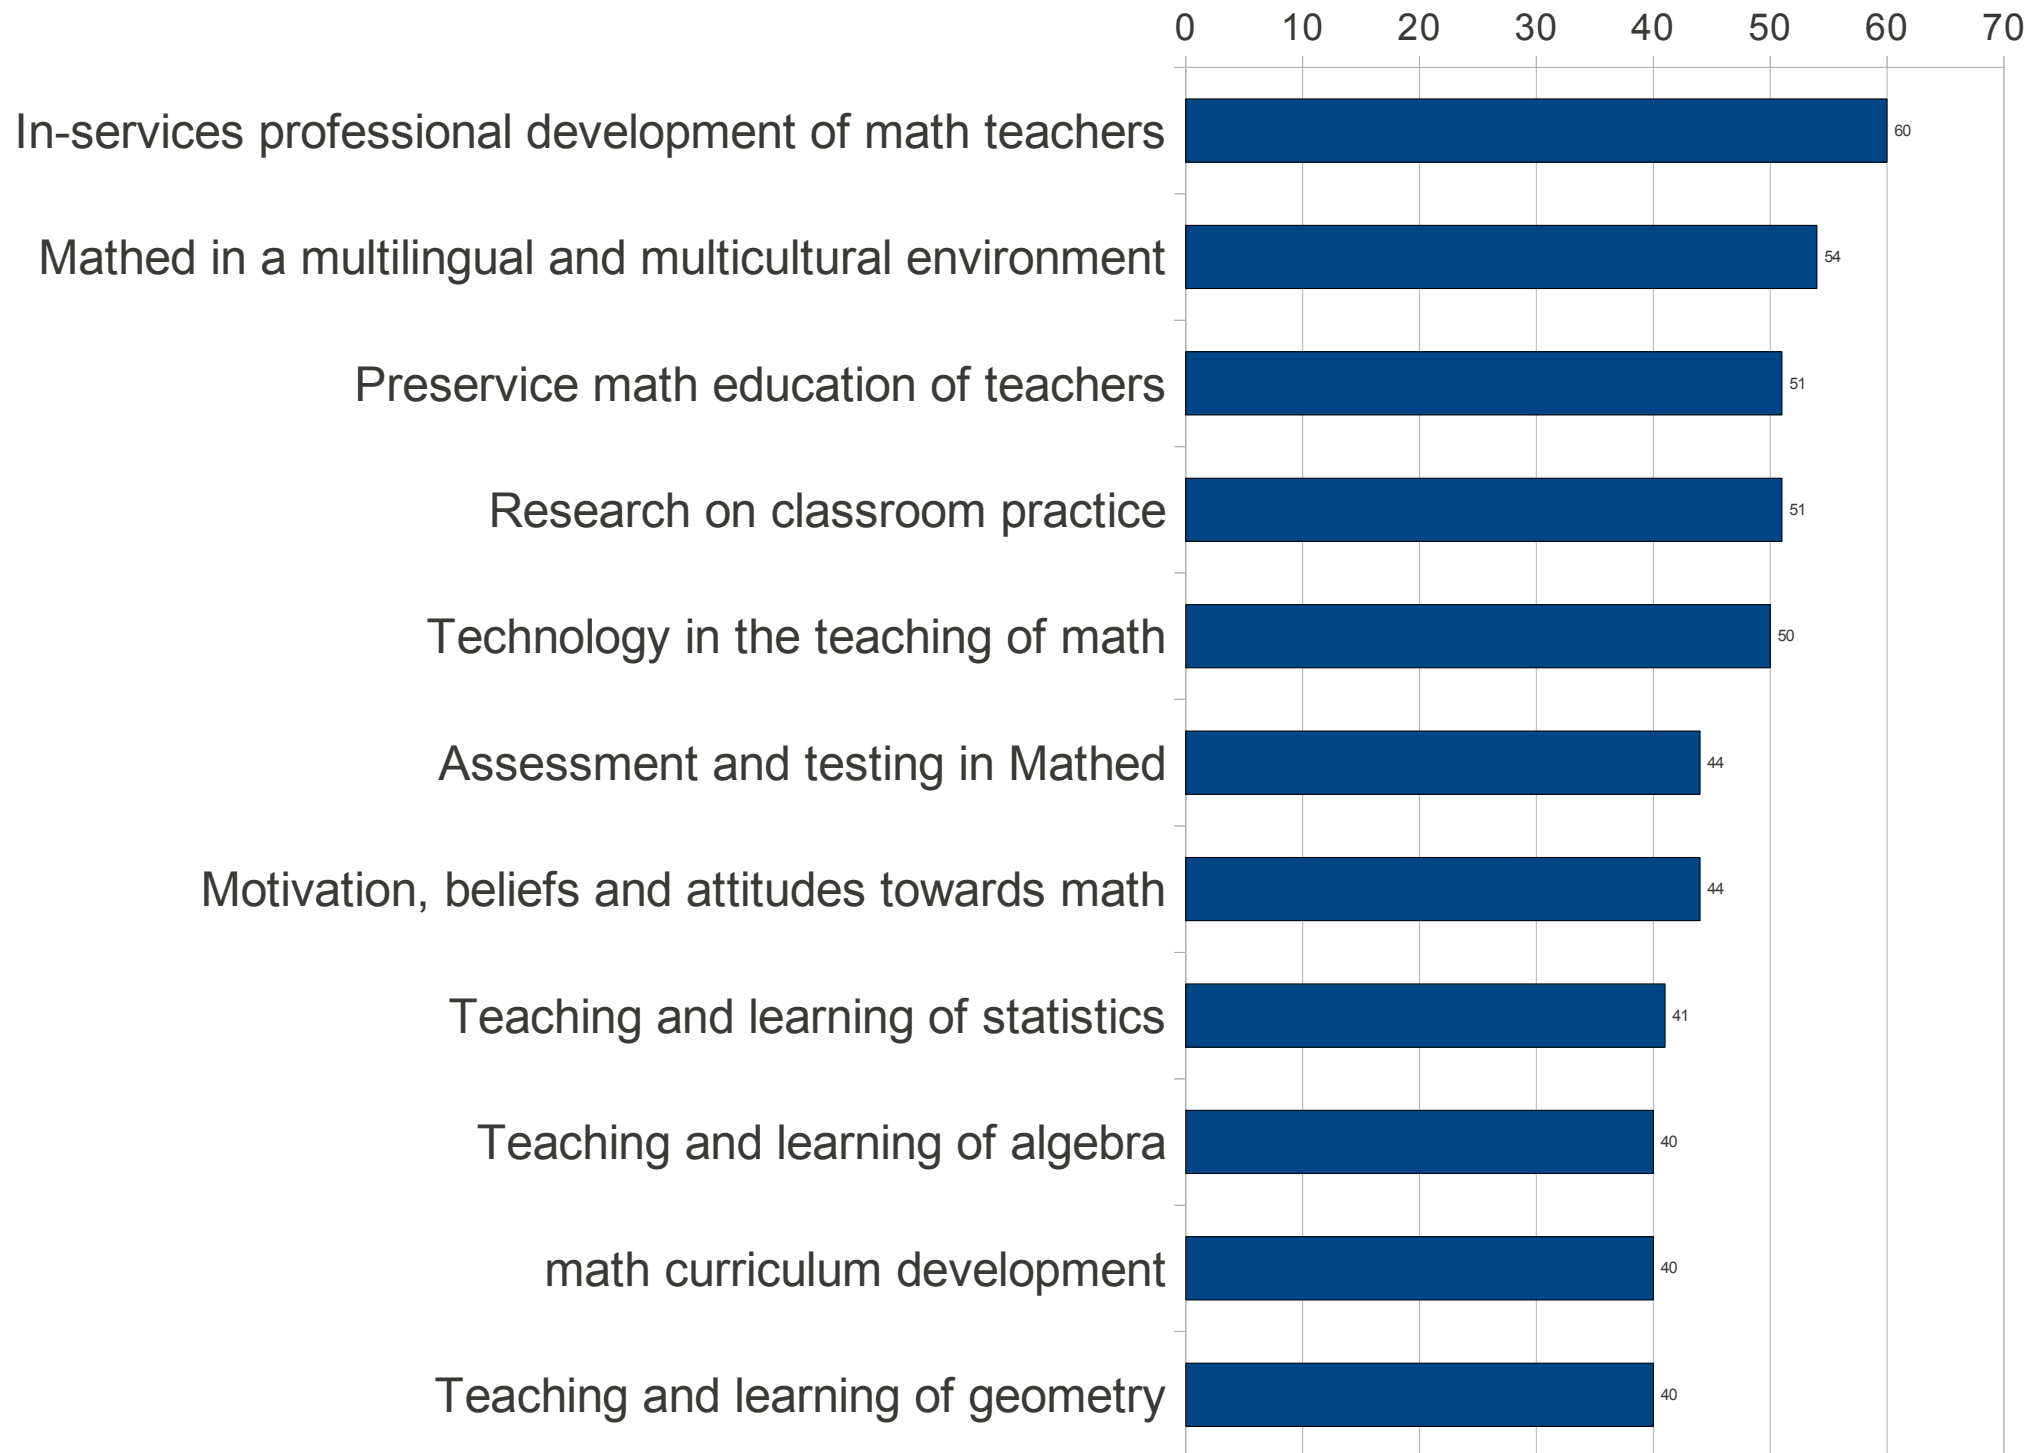 0 10 20 30 40 50 60 70
In-services professional development of math teachers 60
Mathed in a multilingual and multicultural environment 54
Preservice math education of teachers 51
Research on classroom practice 51
Technology in the teaching of math 50
Assessment and testing in Mathed 44
Motivation, beliefs and attitudes towards math 44
Teaching and learning of statistics 41
Teaching and learning of algebra 40
math curriculum development 40
Teaching and learning of geometry 40